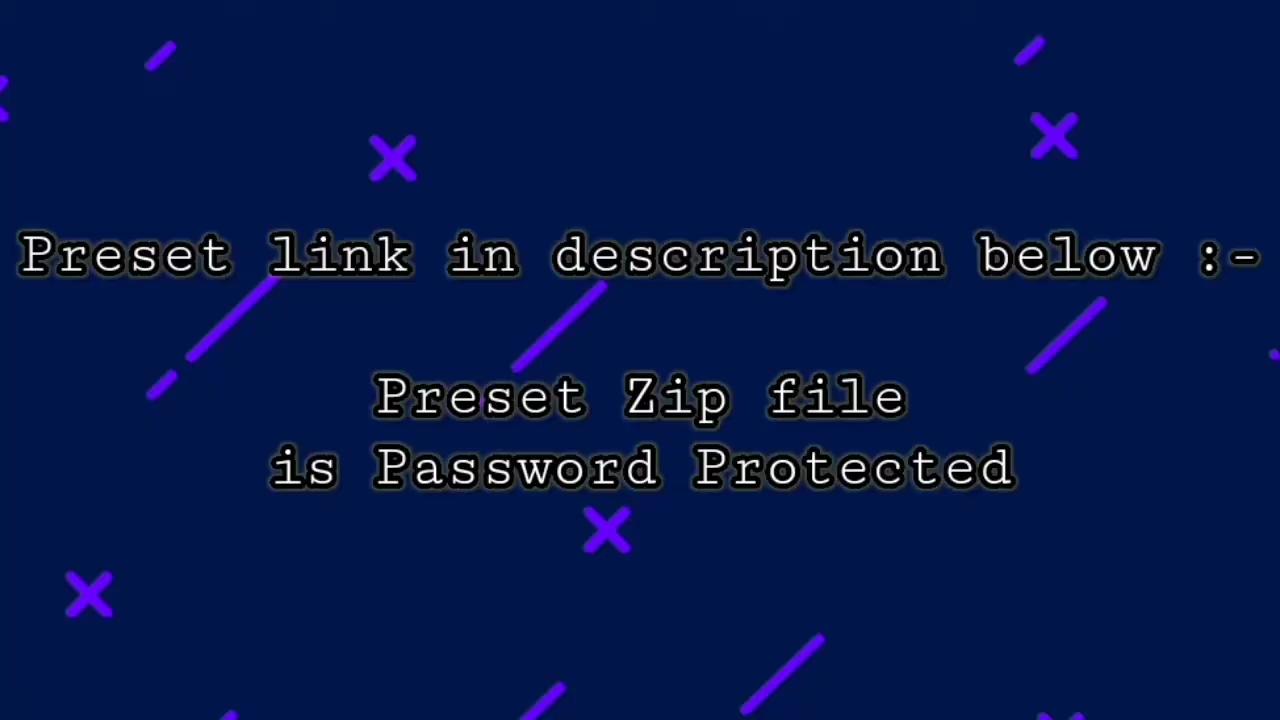 Preset link in description below :-
Preset Zip file
is Password Protected